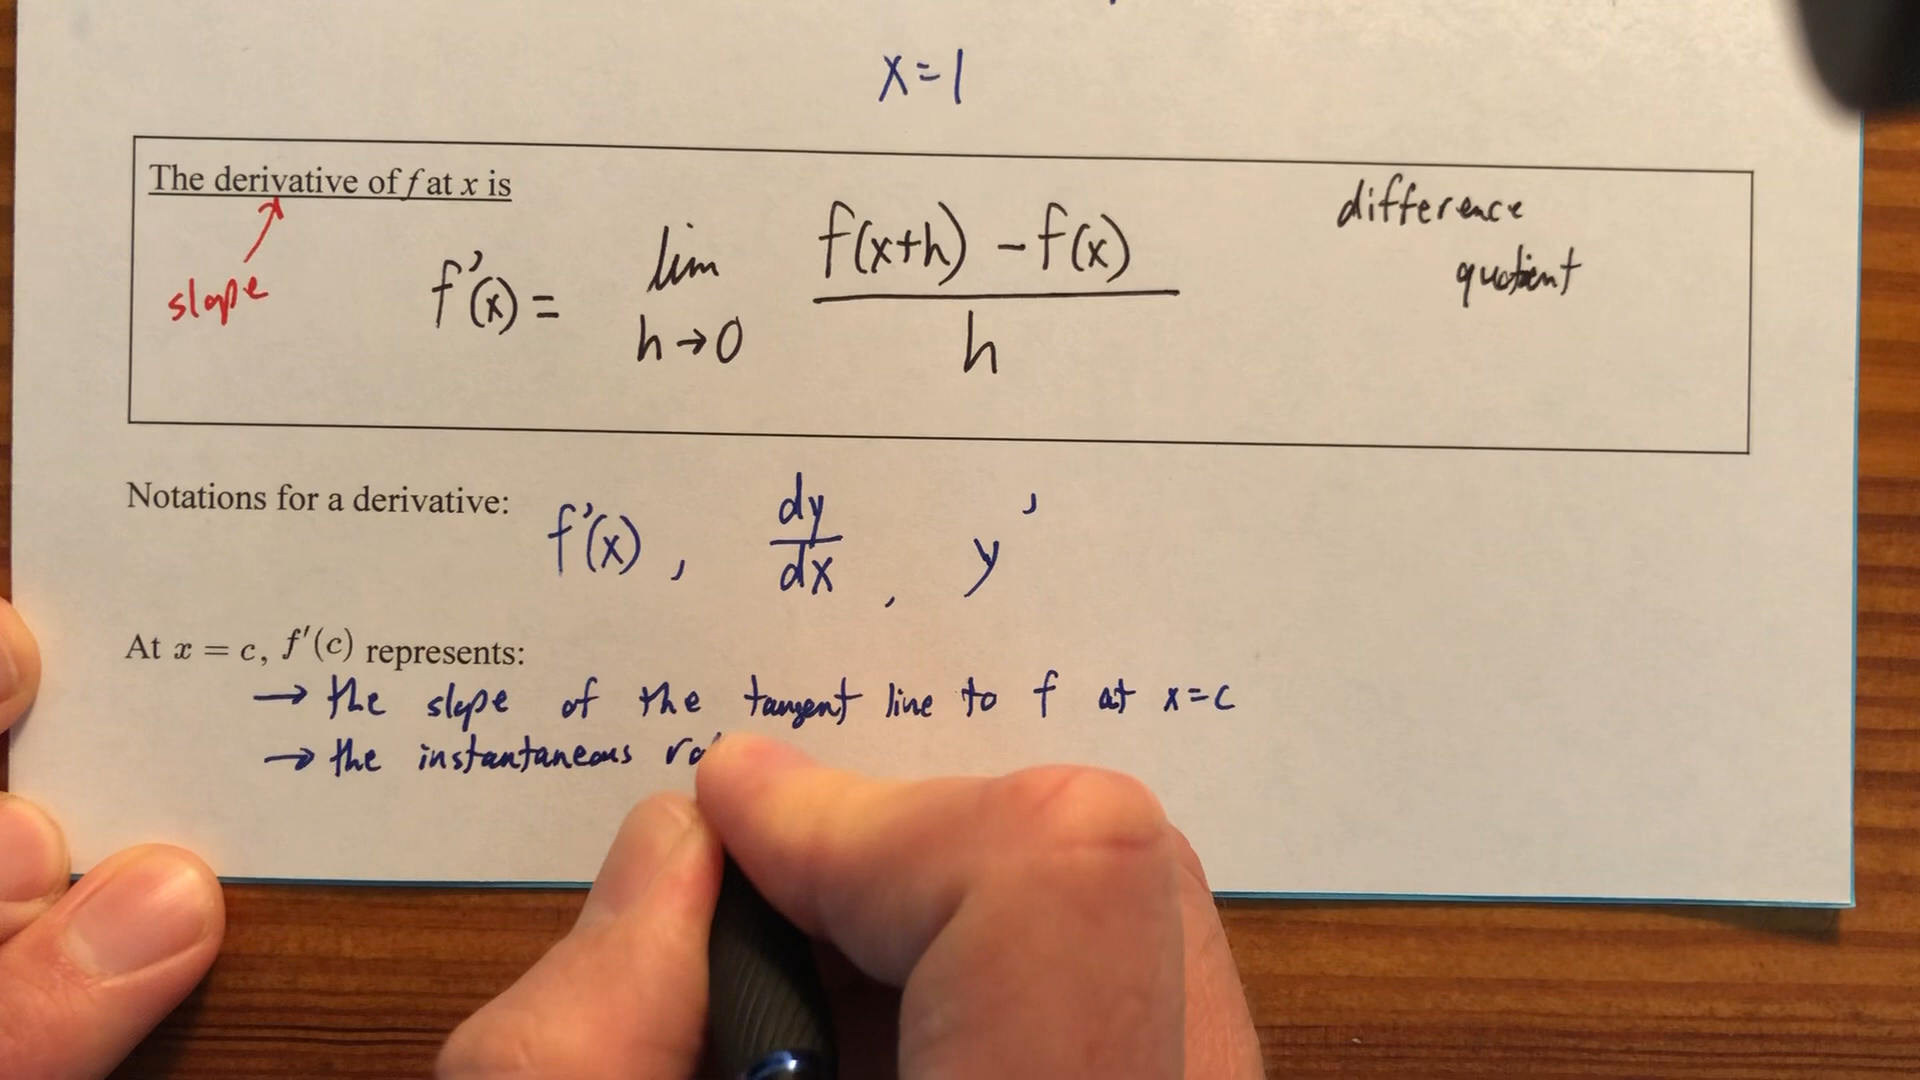 x=1
The derivative of f at x is
slope
f'(x) = lim h→0 f(x+h) - f(x) / h
difference
quotient
Notations for a derivative: f'(x), dy/dx, y'
At x = c, f'(c) represents:
→ the slope of the tangent line to f at x=c
→ the instantaneous